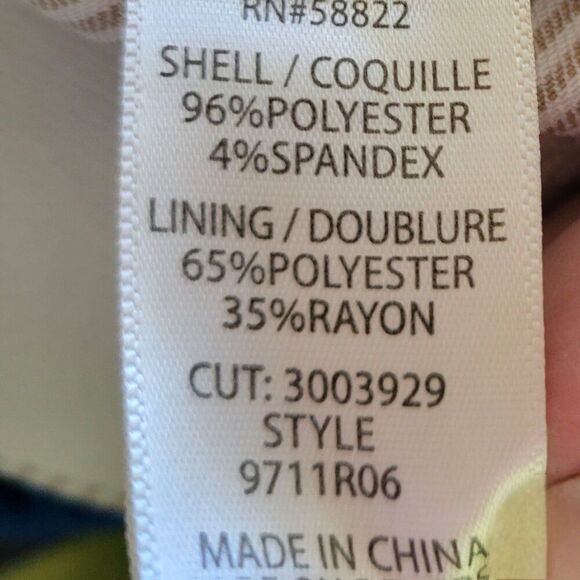 RN#58822
SHELL / COQUILLE
96%POLYESTER
4%SPANDEX
LINING / DOUBLURE
65%POLYESTER
35%RAYON
CUT: 3003929
STYLE
9711R06
MADE IN CHINA